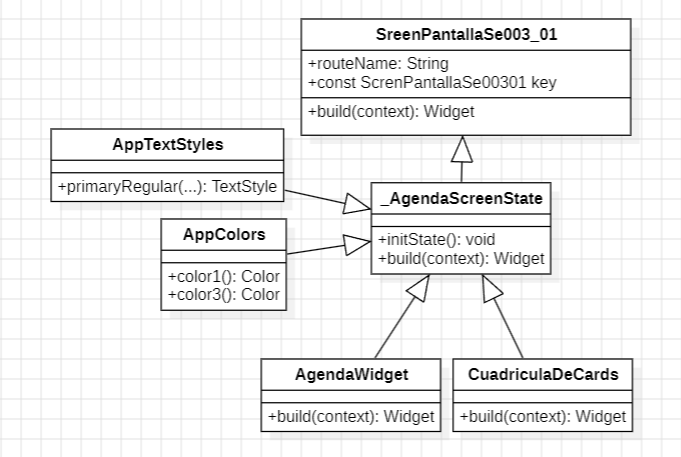 SreenPantallaSe003_01
+routeName: String
+const ScrenPantallaSe00301 key
+build(context): Widget
AppTextStyles
+primaryRegular(...): TextStyle
_AgendaScreenState
+initState(): void
+build(context): Widget
AppColors
+color1(): Color
+color3(): Color
AgendaWidget
+build(context): Widget
CuadriculaDeCards
+build(context): Widget